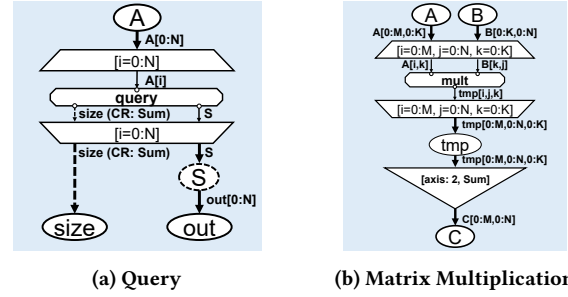 A
A[0:N]
[i=0:N]
A[i]
query
size (CR: Sum) S
[i=0:N]
size (CR: Sum) S
S
out[0:N]
size out
(a) Query
A B
A[0:M,0:K] B[0:K,0:N]
[i=0:M, j=0:N, k=0:K]
A[i,k] B[k,j]
mult
tmp[i,j,k]
[i=0:M, j=0:N, k=0:K]
tmp[0:M,0:N,0:K]
tmp
tmp[0:M,0:N,0:K]
[axis: 2, Sum]
C[0:M,0:N]
C
(b) Matrix Multiplication